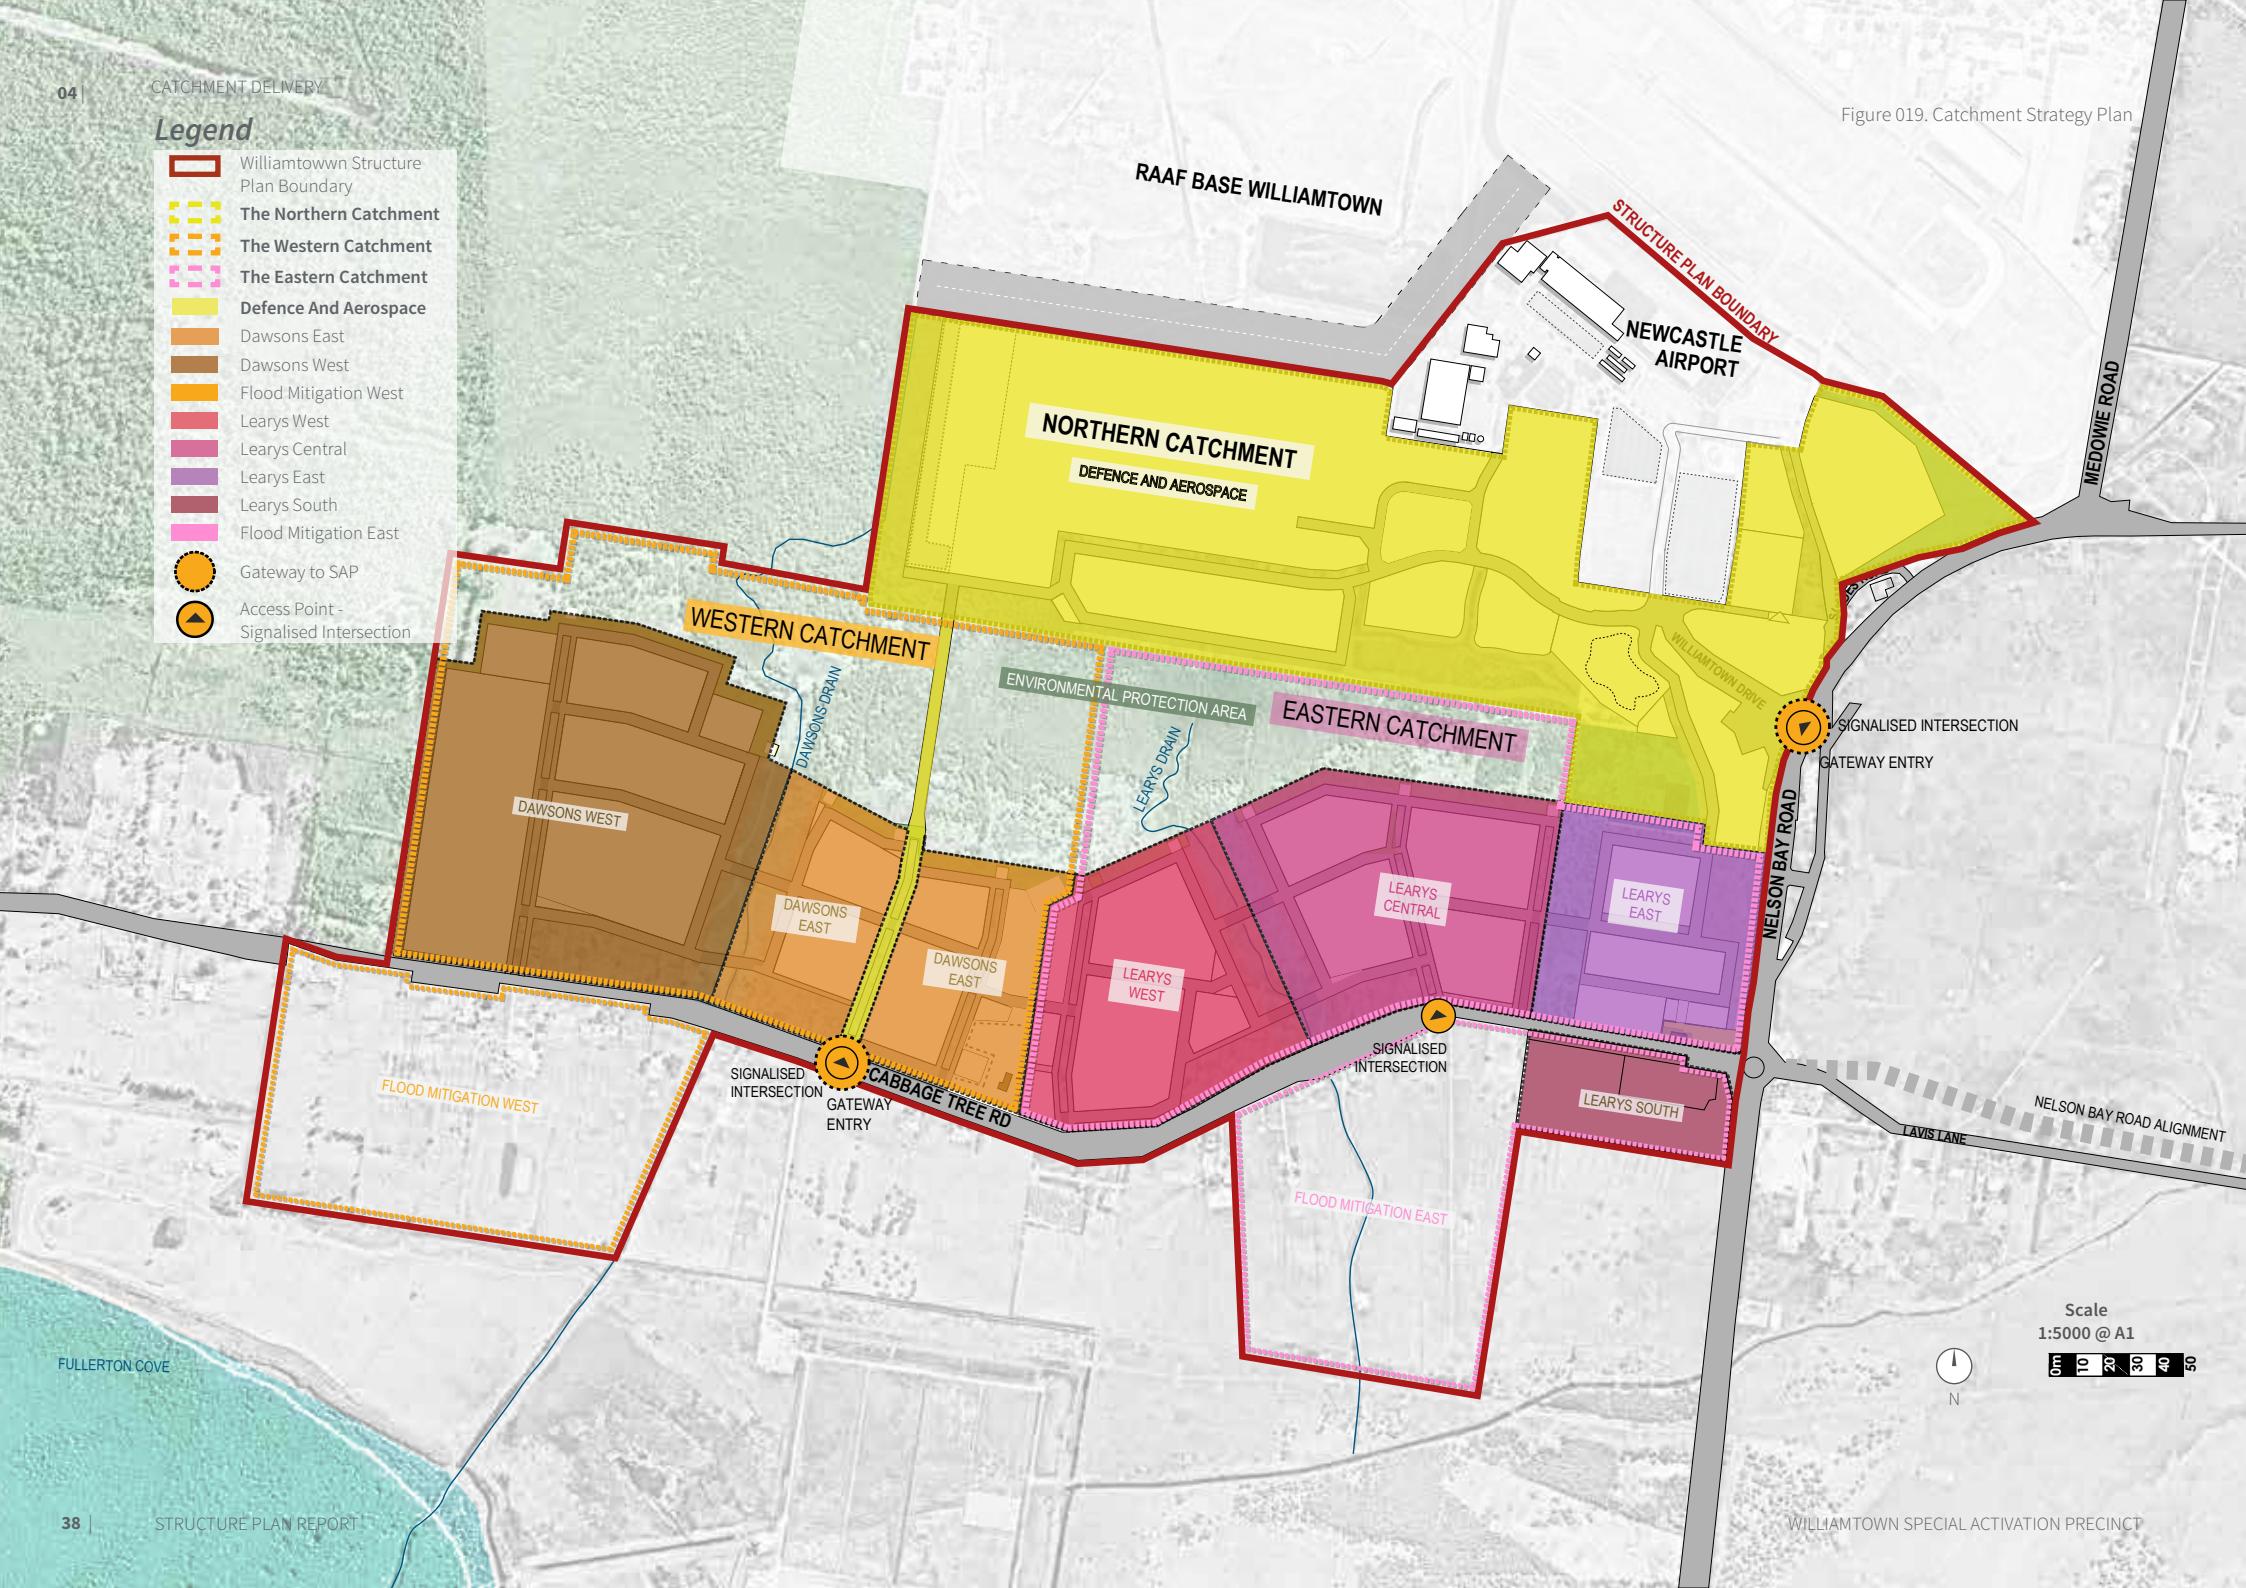 04 |
CATCHMENT DELIVERY
Figure 019. Catchment Strategy Plan
Legend
Williamtowwn Structure
Plan Boundary
The Northern Catchment
The Western Catchment
The Eastern Catchment
Defence And Aerospace
Dawsons East
Dawsons West
Flood Mitigation West
Learys West
Learys Central
Learys East
Learys South
Flood Mitigation East
Gateway to SAP
Access Point -
Signalised Intersection
RAAF BASE WILLIAMTOWN
STRUCTURE PLAN BOUNDARY
NEWCASTLE
AIRPORT
MEDOWIE ROAD
NORTHERN CATCHMENT
DEFENCE AND AEROSPACE
WESTERN CATCHMENT
DAWSONS DRAIN
ENVIRONMENTAL PROTECTION AREA
EASTERN CATCHMENT
LEARYS DRAIN
WILLIAMTOWN DRIVE
SIGNALISED INTERSECTION
GATEWAY ENTRY
NELSON BAY ROAD
DAWSONS WEST
DAWSONS
EAST
DAWSONS
EAST
LEARYS
WEST
LEARYS
CENTRAL
LEARYS
EAST
SIGNALISED
INTERSECTION
GATEWAY
ENTRY
CABBAGE TREE RD
SIGNALISED
INTERSECTION
LEARYS SOUTH
FLOOD MITIGATION WEST
FLOOD MITIGATION EAST
NELSON BAY ROAD ALIGNMENT
LAVIS LANE
FULLERTON COVE
Scale
1:5000 @ A1
0m 10 20 30 40 50
N
38 |
STRUCTURE PLAN REPORT
WILLIAMTOWN SPECIAL ACTIVATION PRECINCT